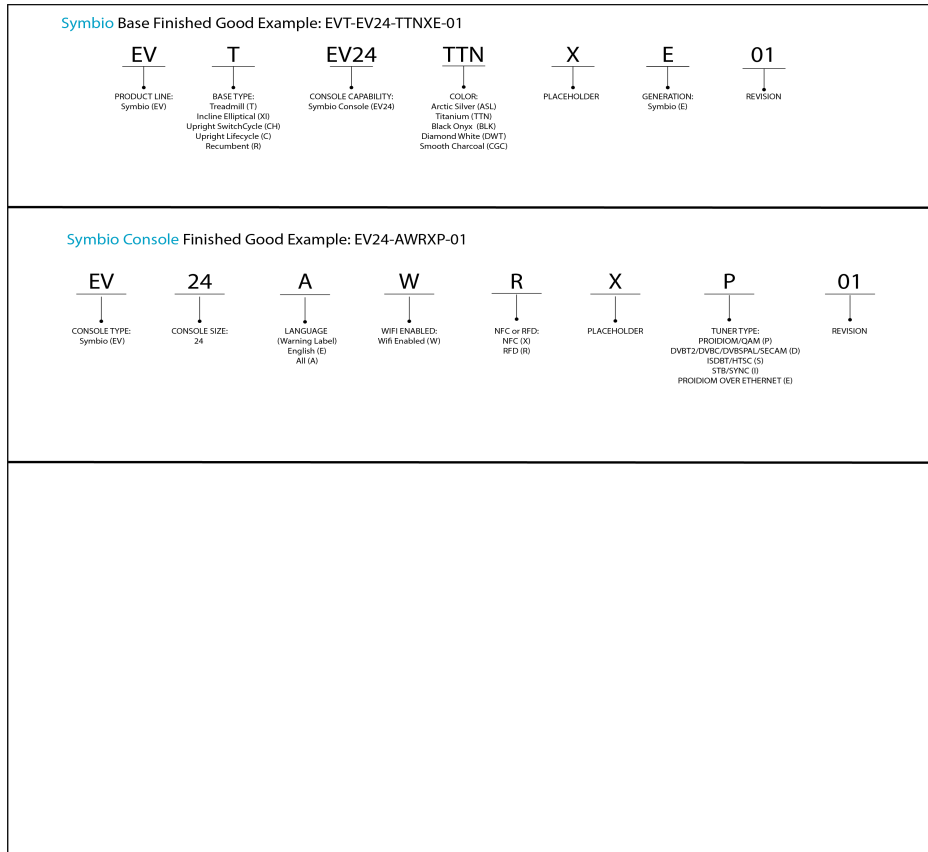 Symbio Base Finished Good Example: EVT-EV24-TTNXE-01
EV T EV24 TTN X E 01
PRODUCT LINE:
Symbio (EV)
BASE TYPE:
Treadmill (T)
Incline Elliptical (XI)
Upright SwitchCycle (CH)
Upright Lifecycle (C)
Recumbent (R)
CONSOLE CAPABILITY:
Symbio Console (EV24)
COLOR:
Arctic Silver (ASL)
Titanium (TTN)
Black Onyx (BLK)
Diamond White (DWT)
Smooth Charcoal (CGC)
PLACEHOLDER
GENERATION:
Symbio (E)
REVISION
Symbio Console Finished Good Example: EV24-AWRXP-01
EV 24 A W R X P 01
CONSOLE TYPE:
Symbio (EV)
CONSOLE SIZE:
24
LANGUAGE
(Warning Label)
English (E)
All (A)
WIFI ENABLED:
Wifi Enabled (W)
NFC or RFD:
NFC (X)
RFD (R)
PLACEHOLDER
TUNER TYPE:
PROIDIOM/QAM (P)
DVBT2/DVBC/DVBSPAL/SECAM (D)
ISDBT/HTSC (S)
STB/SYNC (I)
PROIDIOM OVER ETHERNET (E)
REVISION